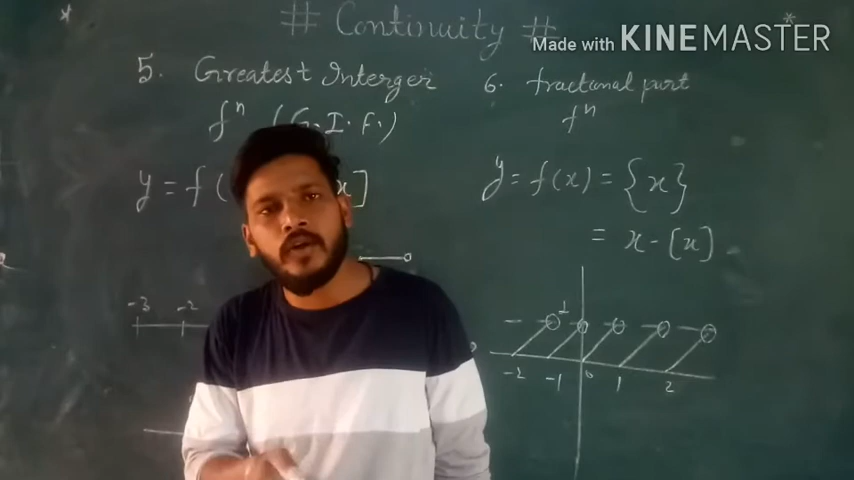 # Continuity #
Made with KINEMASTER
5. Greatest Interger
fⁿ (G.I.F.)
y = f( x]
6. fractional part
fⁿ
y = f(x) = {x}
= x - [x]
-3 -2
1
-2 -1 0 1 2